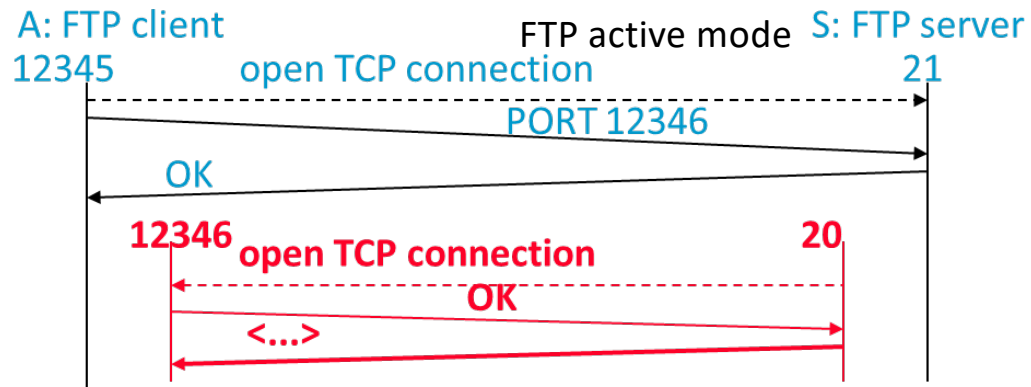 A: FTP client
FTP active mode
S: FTP server
12345
open TCP connection
21
PORT 12346
OK
12346
20
open TCP connection
OK
<...>